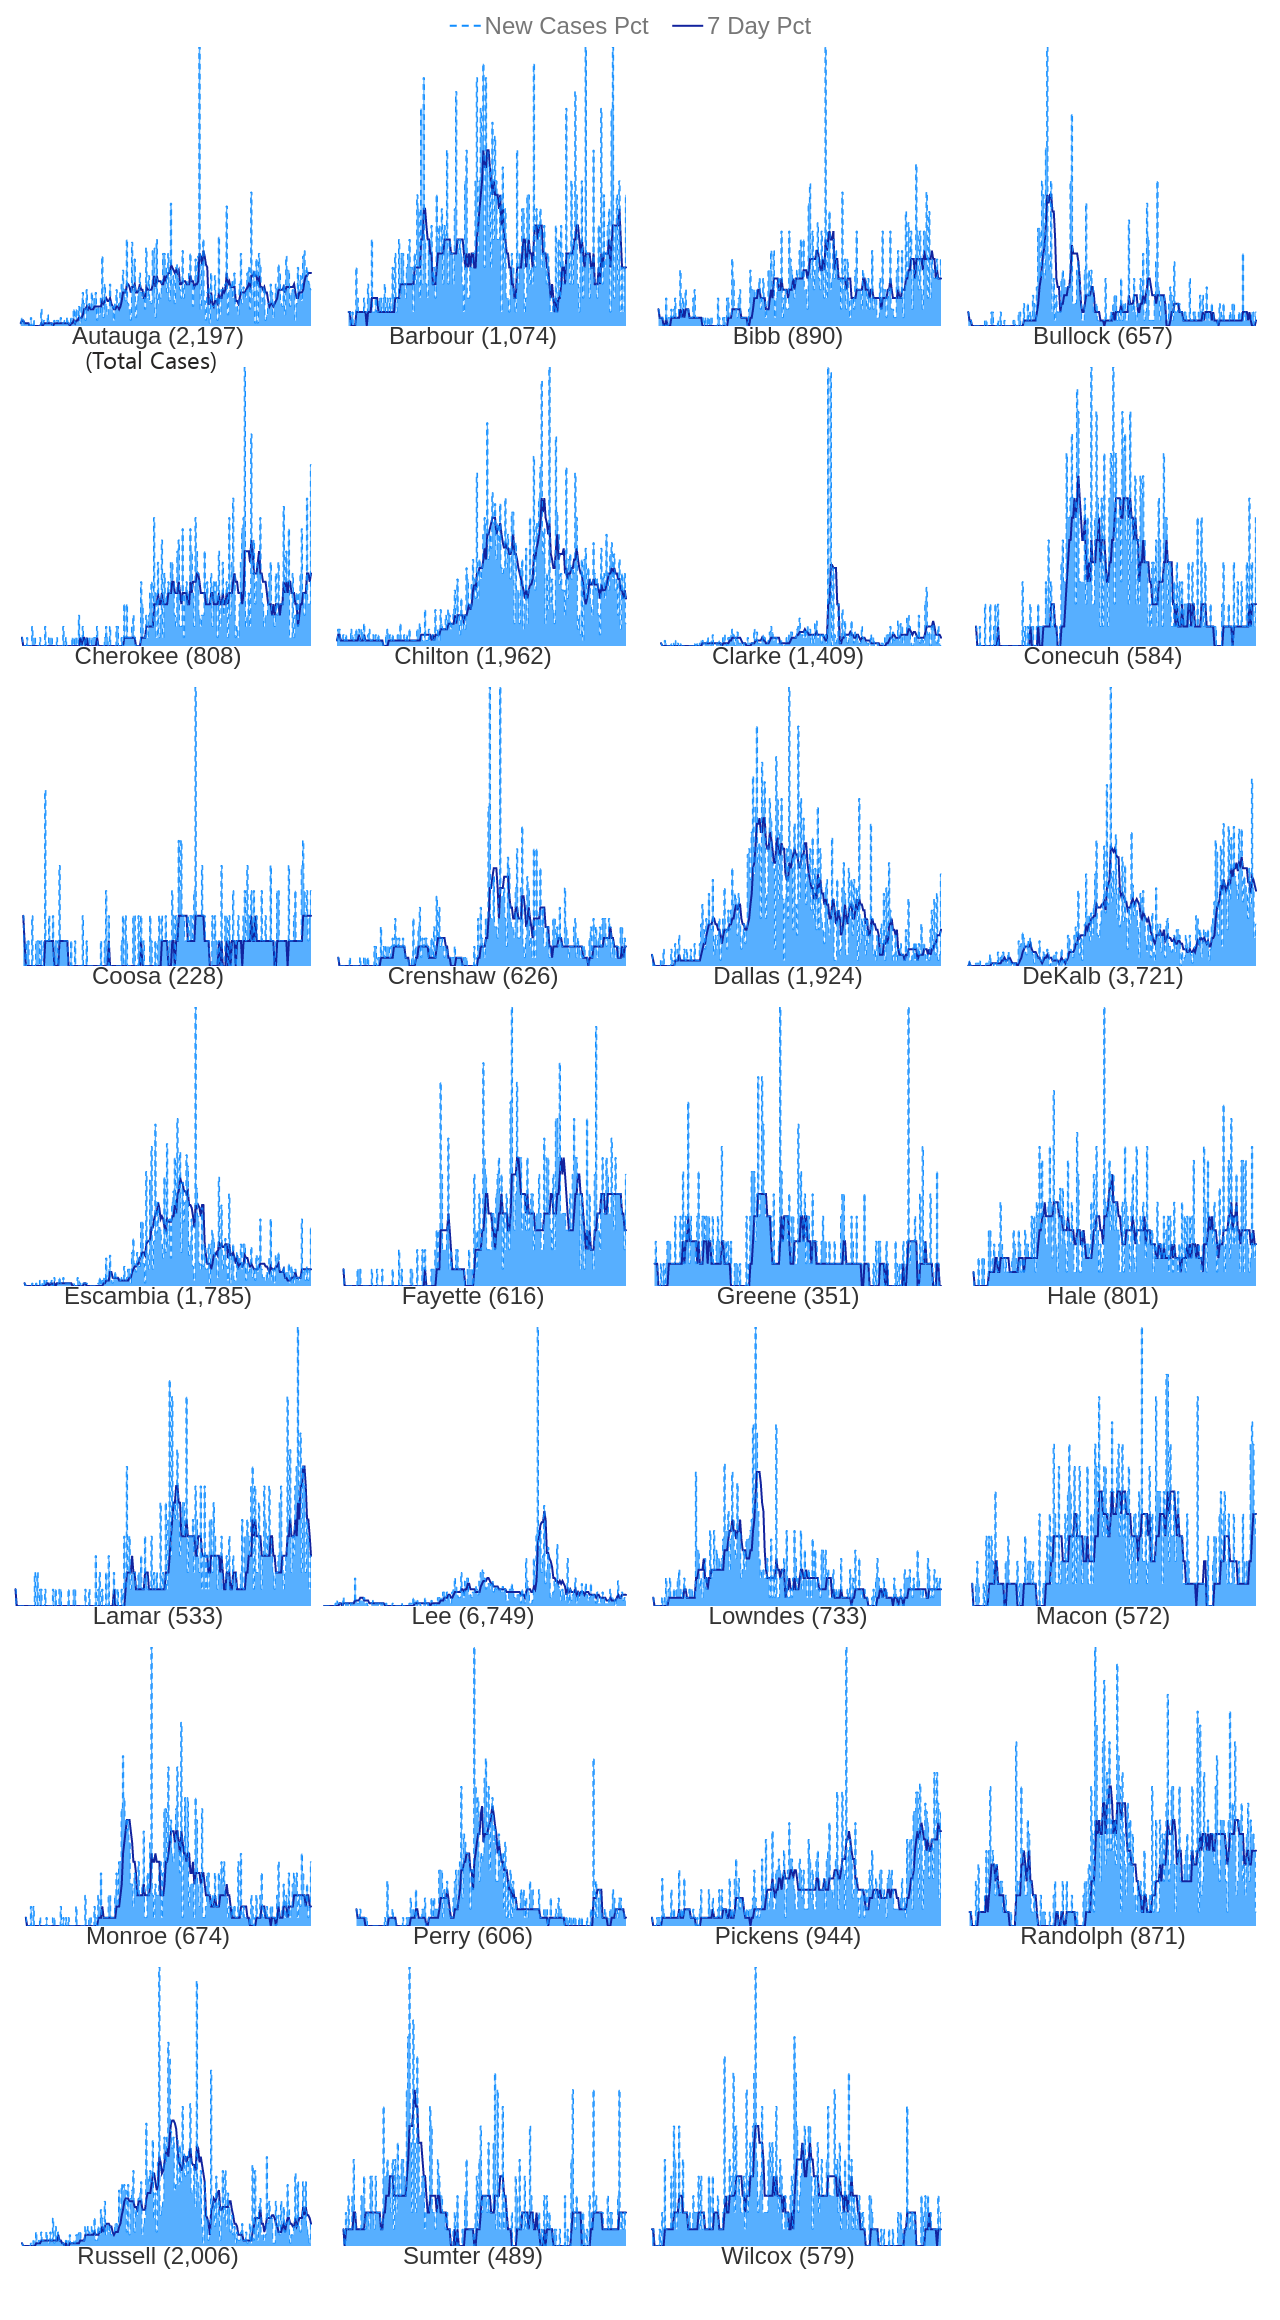 New Cases Pct 7 Day Pct
Autauga (2,197) Barbour (1,074) Bibb (890) Bullock (657)
(Total Cases)
Cherokee (808) Chilton (1,962) Clarke (1,409) Conecuh (584)
Coosa (228) Crenshaw (626) Dallas (1,924) DeKalb (3,721)
Escambia (1,785) Fayette (616) Greene (351) Hale (801)
Lamar (533) Lee (6,749) Lowndes (733) Macon (572)
Monroe (674) Perry (606) Pickens (944) Randolph (871)
Russell (2,006) Sumter (489) Wilcox (579)